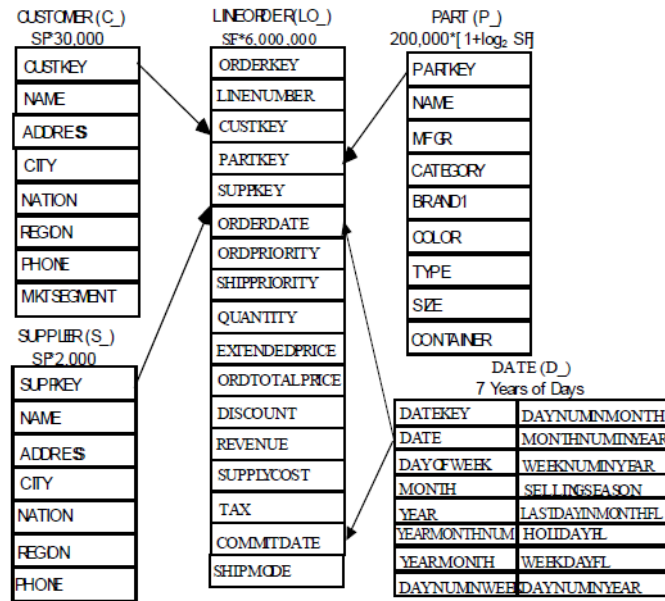 CUSTOMER (C_)
SF*30,000
CUSTKEY
NAME
ADDRESS
CITY
NATION
REGION
PHONE
MKTSEGMENT
SUPPLIER (S_)
SF*2,000
SUPPKEY
NAME
ADDRESS
CITY
NATION
REGION
PHONE
LINEORDER(LO_)
SF*6,000,000
ORDERKEY
LINENUMBER
CUSTKEY
PARTKEY
SUPPKEY
ORDERDATE
ORDPRIORITY
SHIPPRIORITY
QUANTITY
EXTENDEDPRICE
ORDTOTALPRICE
DISCOUNT
REVENUE
SUPPLYCOST
TAX
COMMITDATE
SHIPMODE
PART (P_)
200,000*[1+log₂ SF]
PARTKEY
NAME
MFGR
CATEGORY
BRAND1
COLOR
TYPE
SIZE
CONTAINER
DATE (D_)
7 Years of Days
DATEKEY DAYNUMINMONTH
DATE MONTHNUMINYEAR
DAYOFWEEK WEEKNUMINYEAR
MONTH SELLINGSEASON
YEAR LASTDAYINMONTHFL
YEARMONTHNUM HOLIDAYFL
YEARMONTH WEEKDAYFL
DAYNUMINWEEK DAYNUMINYEAR